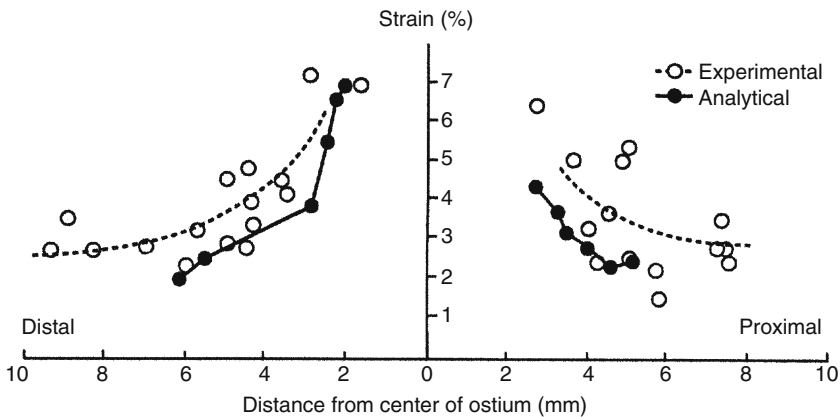 Strain (%)
7
6
5
4
3
2
1
Experimental
Analytical
Distal
Proximal
10 8 6 4 2 0 2 4 6 8 10
Distance from center of ostium (mm)